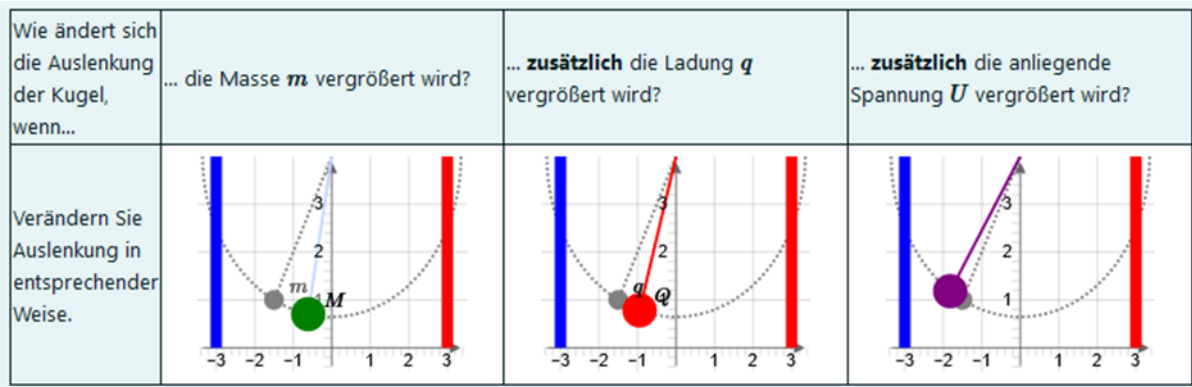 Wie ändert sich
die Auslenkung
der Kugel,
wenn...
... die Masse m vergrößert wird?
... zusätzlich die Ladung q
vergrößert wird?
... zusätzlich die anliegende
Spannung U vergrößert wird?
Verändern Sie
Auslenkung in
entsprechender
Weise.
3
2
1
m
M
−3 −2 −1 1 2 3
3
2
q
Q
−3 −2 −1 1 2 3
3
2
1
−3 −2 −1 1 2 3